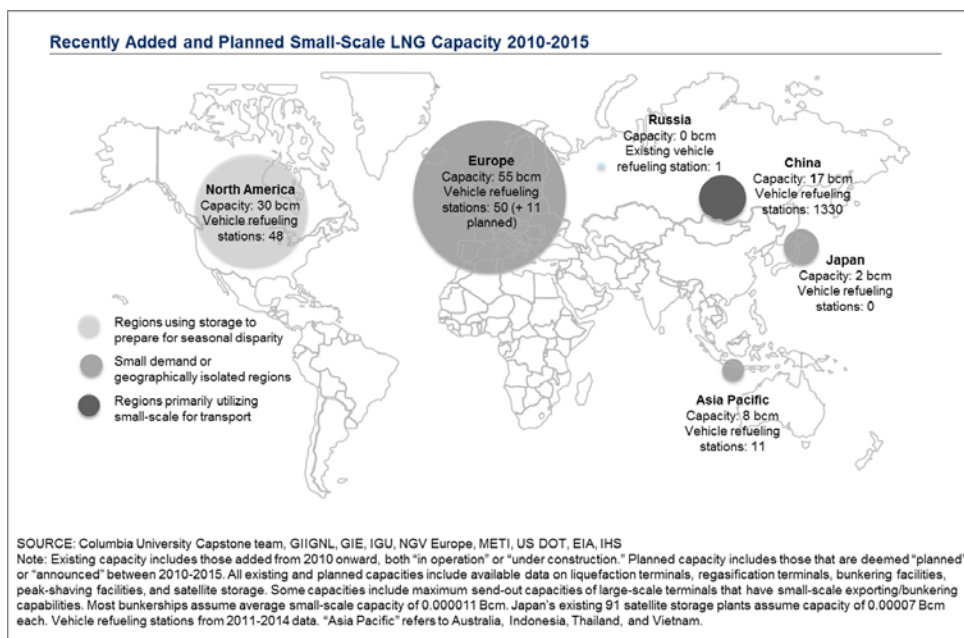 Recently Added and Planned Small-Scale LNG Capacity 2010-2015
Russia
Capacity: 0 bcm
Existing vehicle
refueling station: 1
Europe
Capacity: 55 bcm
Vehicle refueling
stations: 50 (+ 11
planned)
China
Capacity: 17 bcm
Vehicle refueling
stations: 1330
North America
Capacity: 30 bcm
Vehicle refueling
stations: 48
Japan
Capacity: 2 bcm
Vehicle refueling
stations: 0
Regions using storage to
prepare for seasonal disparity
Small demand or
geographically isolated regions
Regions primarily utilizing
small-scale for transport
Asia Pacific
Capacity: 8 bcm
Vehicle refueling
stations: 11
SOURCE: Columbia University Capstone team, GIIGNL, GIE, IGU, NGV Europe, METI, US DOT, EIA, IHS
Note: Existing capacity includes those added from 2010 onward, both “in operation” or “under construction.” Planned capacity includes those that are deemed “planned”
or “announced” between 2010-2015. All existing and planned capacities include available data on liquefaction terminals, regasification terminals, bunkering facilities,
peak-shaving facilities, and satellite storage. Some capacities include maximum send-out capacities of large-scale terminals that have small-scale exporting/bunkering
capabilities. Most bunkerships assume average small-scale capacity of 0.000011 Bcm. Japan’s existing 91 satellite storage plants assume capacity of 0.00007 Bcm
each. Vehicle refueling stations from 2011-2014 data. “Asia Pacific” refers to Australia, Indonesia, Thailand, and Vietnam.